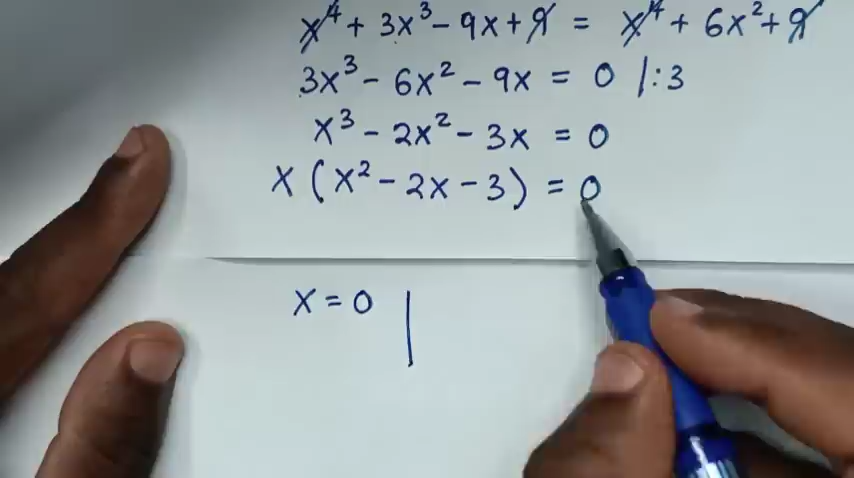 x⁴ + 3x³ - 9x + 9 = x⁴ + 6x² + 9
3x³ - 6x² - 9x = 0 /:3
x³ - 2x² - 3x = 0
x (x² - 2x - 3) = 0
x = 0 |